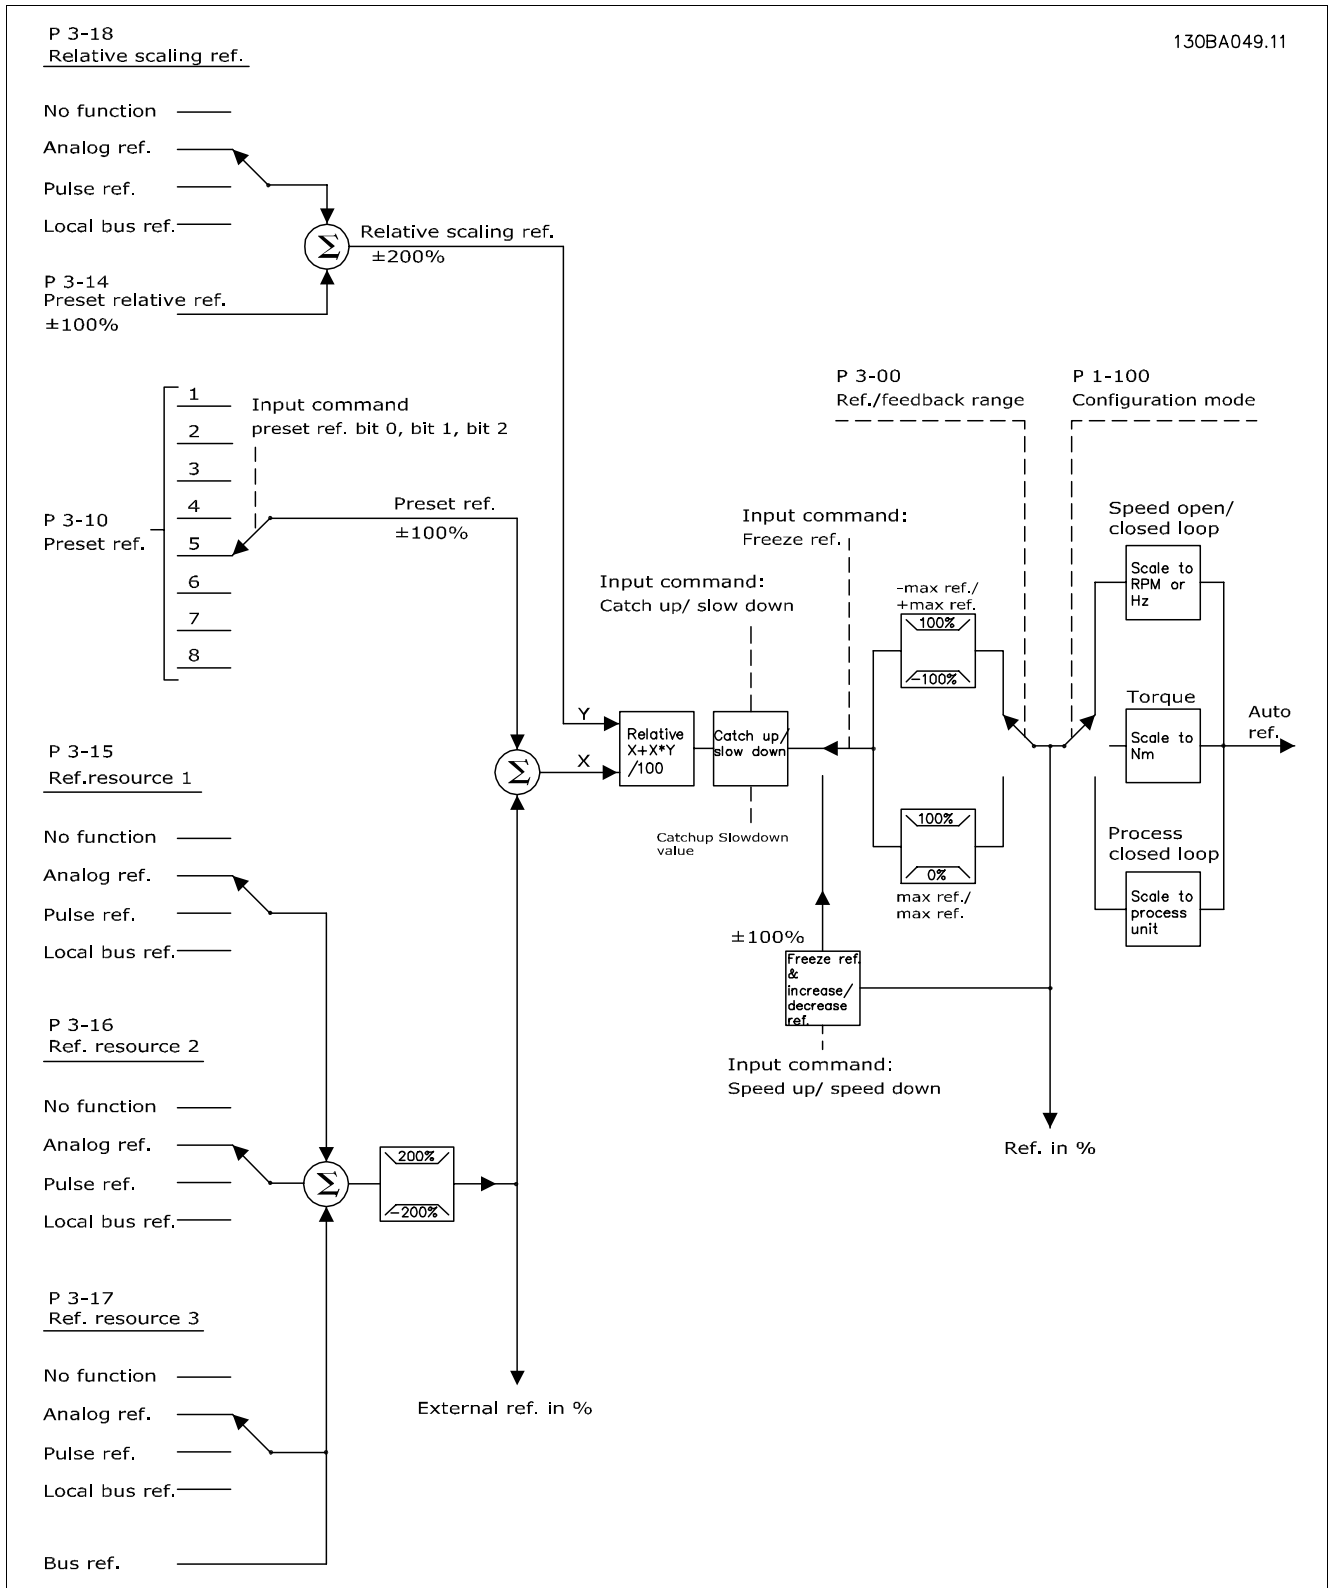 P 3-18
Relative scaling ref.
130BA049.11
No function
Analog ref.
Pulse ref.
Local bus ref.
Σ
Relative scaling ref.
±200%
P 3-14
Preset relative ref.
±100%
P 3-10
Preset ref.
1
2
3
4
5
6
7
8
Input command
preset ref. bit 0, bit 1, bit 2
Preset ref.
±100%
P 3-15
Ref.resource 1
No function
Analog ref.
Pulse ref.
Local bus ref.
P 3-16
Ref. resource 2
No function
Analog ref.
Pulse ref.
Local bus ref.
Σ
200%
-200%
P 3-17
Ref. resource 3
No function
Analog ref.
Pulse ref.
Local bus ref.
Bus ref.
External ref. in %
Σ
Y
X
Relative
X+X*Y
/100
Input command:
Catch up/ slow down
Catch up/
slow down
Catchup Slowdown
value
Input command:
Freeze ref.
±100%
Freeze ref.
&
increase/
decrease
ref.
Input command:
Speed up/ speed down
P 3-00
Ref./feedback range
-max ref./
+max ref.
100%
-100%
100%
0%
max ref./
max ref.
Ref. in %
P 1-100
Configuration mode
Speed open/
closed loop
Scale to
RPM or
Hz
Torque
Scale to
Nm
Process
closed loop
Scale to
process
unit
Auto
ref.